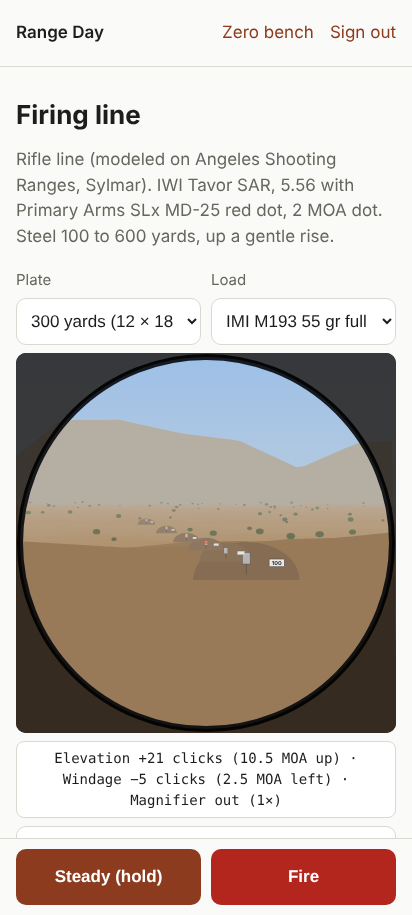 Range Day
Zero bench
Sign out
Firing line
Rifle line (modeled on Angeles Shooting
Ranges, Sylmar). IWI Tavor SAR, 5.56 with
Primary Arms SLx MD-25 red dot, 2 MOA dot.
Steel 100 to 600 yards, up a gentle rise.
Plate
Load
300 yards (12 × 18
IMI M193 55 gr full
100
Elevation +21 clicks (10.5 MOA up) ·
Windage −5 clicks (2.5 MOA left) ·
Magnifier out (1×)
Steady (hold)
Fire